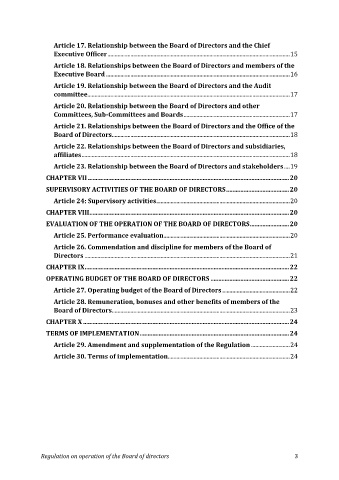 Article 17. Relationship between the Board of Directors and the Chief
Executive Officer ........ 15
Article 18. Relationships between the Board of Directors and members of the
Executive Board ........ 16
Article 19. Relationship between the Board of Directors and the Audit
committee ........ 17
Article 20. Relationship between the Board of Directors and other
Committees, Sub-Committees and Boards ........ 17
Article 21. Relationships between the Board of Directors and the Office of the
Board of Directors ........ 18
Article 22. Relationships between the Board of Directors and subsidiaries,
affiliates ........ 18
Article 23. Relationship between the Board of Directors and stakeholders ... 19
CHAPTER VII ........ 20
SUPERVISORY ACTIVITIES OF THE BOARD OF DIRECTORS ........ 20
Article 24: Supervisory activities ........ 20
CHAPTER VIII ........ 20
EVALUATION OF THE OPERATION OF THE BOARD OF DIRECTORS ........ 20
Article 25. Performance evaluation ........ 20
Article 26. Commendation and discipline for members of the Board of
Directors ........ 21
CHAPTER IX ........ 22
OPERATING BUDGET OF THE BOARD OF DIRECTORS ........ 22
Article 27. Operating budget of the Board of Directors ........ 22
Article 28. Remuneration, bonuses and other benefits of members of the
Board of Directors ........ 23
CHAPTER X ........ 24
TERMS OF IMPLEMENTATION ........ 24
Article 29. Amendment and supplementation of the Regulation ........ 24
Article 30. Terms of implementation ........ 24
Regulation on operation of the Board of directors 3